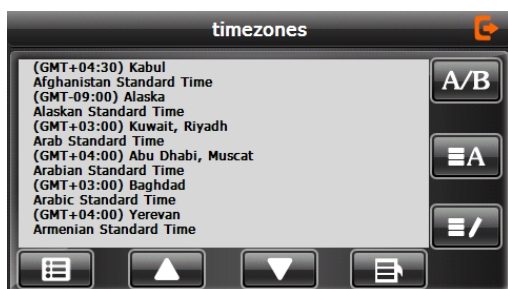 timezones
(GMT+04:30) Kabul
Afghanistan Standard Time
(GMT-09:00) Alaska
Alaskan Standard Time
(GMT+03:00) Kuwait, Riyadh
Arab Standard Time
(GMT+04:00) Abu Dhabi, Muscat
Arabian Standard Time
(GMT+03:00) Baghdad
Arabic Standard Time
(GMT+04:00) Yerevan
Armenian Standard Time
A/B
A